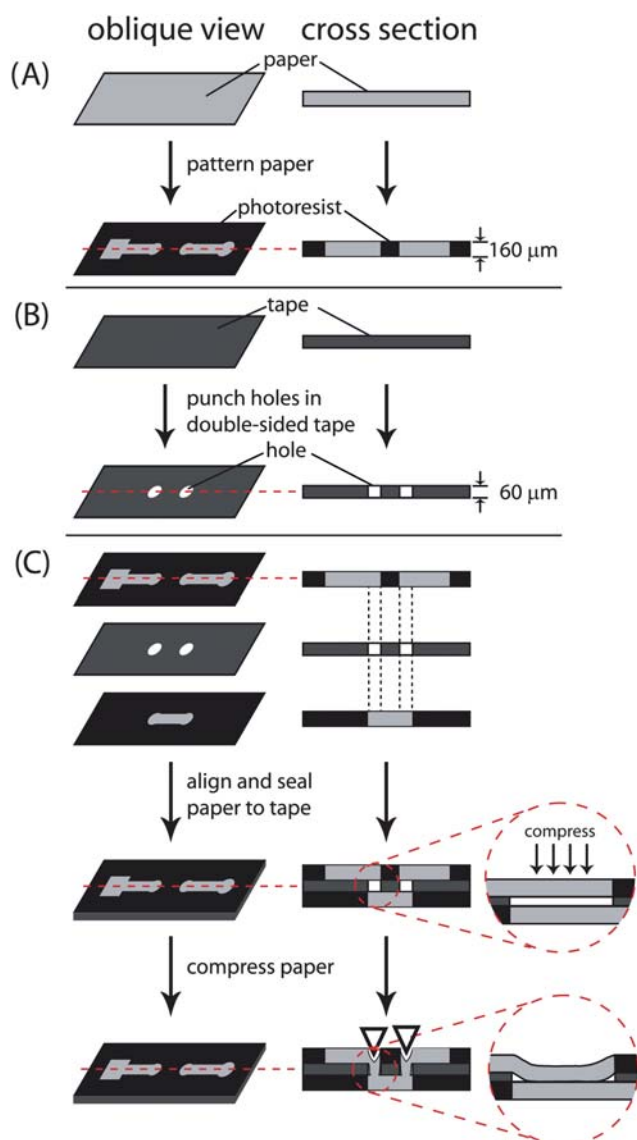 oblique view
cross section
(A)
paper
pattern paper
photoresist
160 μm
(B)
tape
punch holes in
double-sided tape
hole
60 μm
(C)
align and seal
paper to tape
compress
compress paper